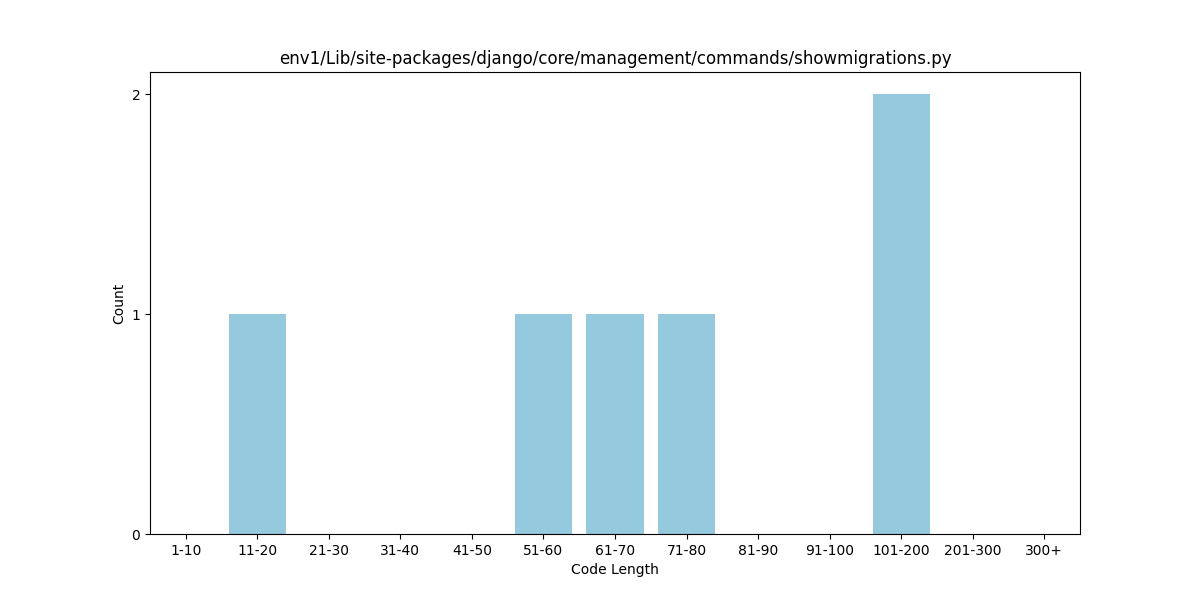 env1/Lib/site-packages/django/core/management/commands/showmigrations.py
2
Count
1
0
1-10 11-20 21-30 31-40 41-50 51-60 61-70 71-80 81-90 91-100 101-200 201-300 300+
Code Length